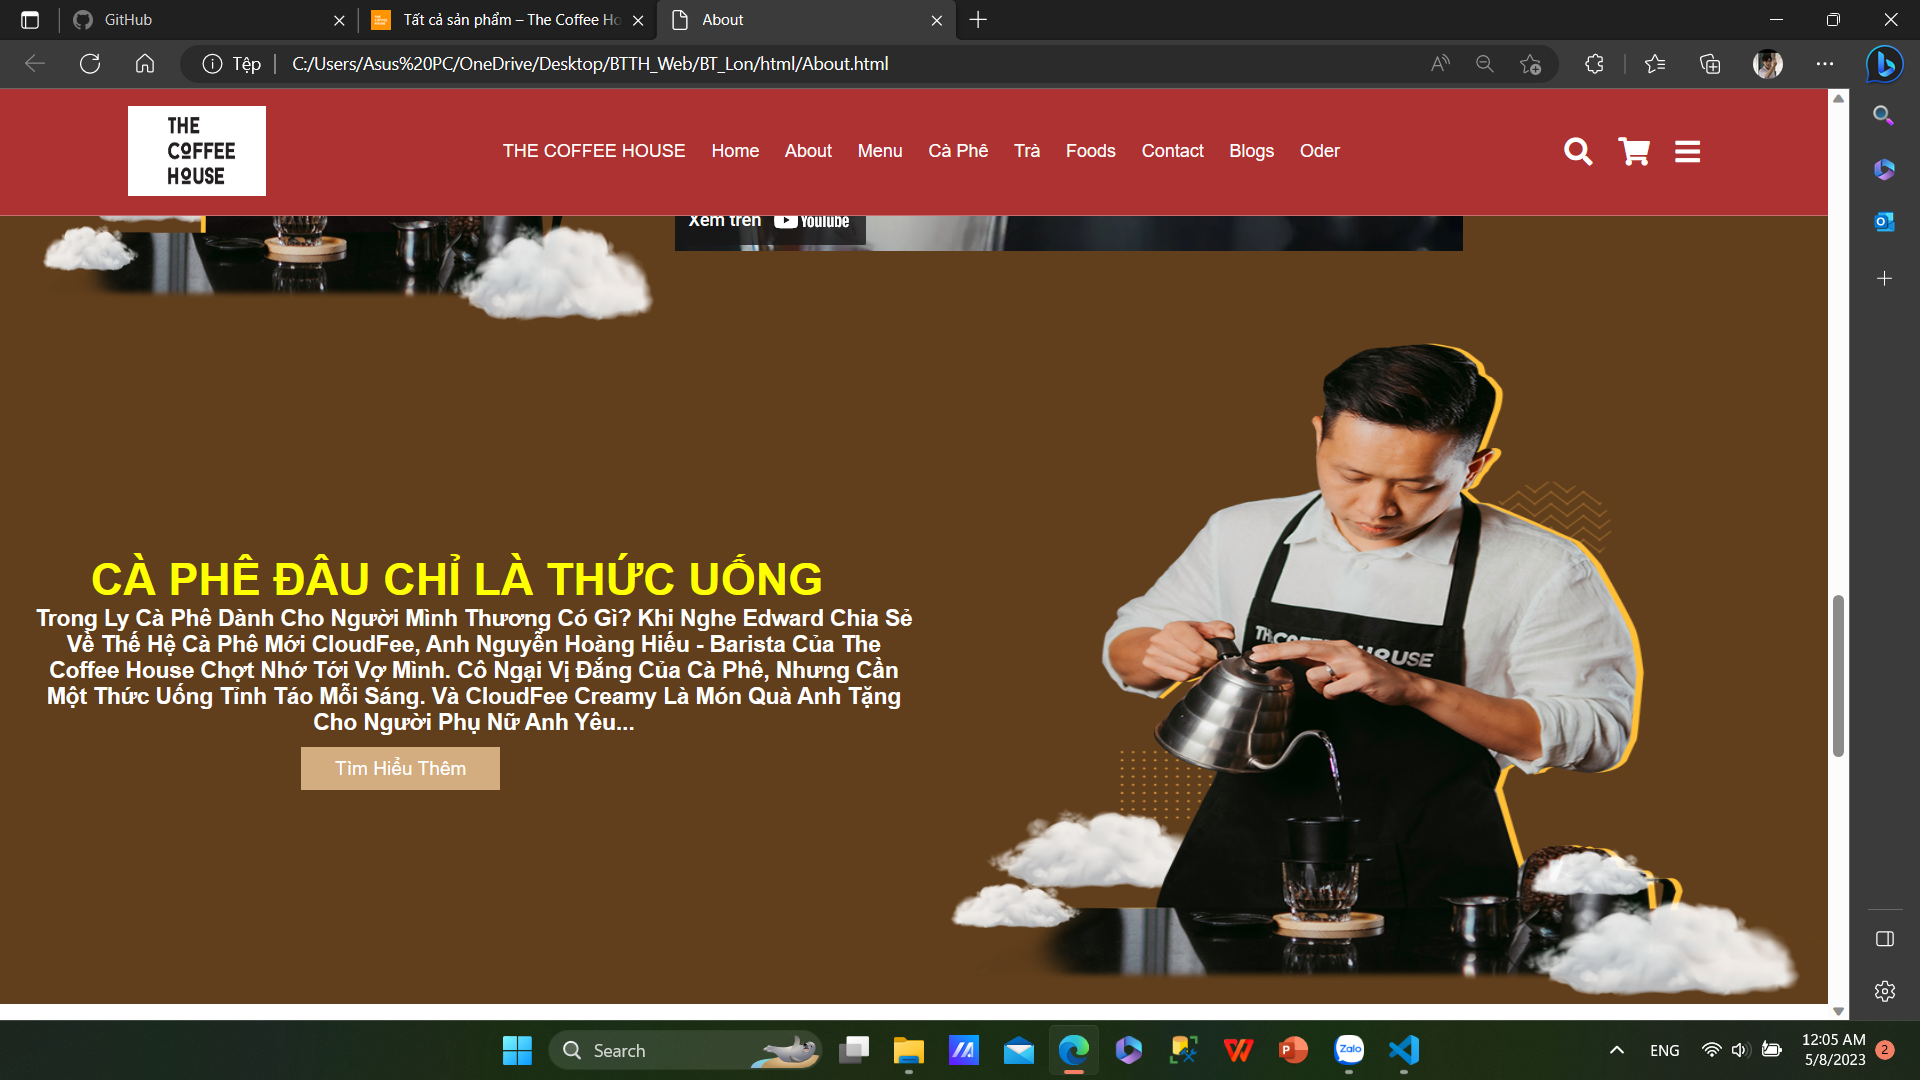 GitHub
Tất cả sản phẩm – The Coffee Ho
About
Tệp
C:/Users/Asus%20PC/OneDrive/Desktop/BTTH_Web/BT_Lon/html/About.html
THE
COFFEE
HOUSE
THE COFFEE HOUSE Home About Menu Cà Phê Trà Foods Contact Blogs Oder
Xem trên YouTube
CÀ PHÊ ĐÂU CHỈ LÀ THỨC UỐNG
Trong Ly Cà Phê Dành Cho Người Mình Thương Có Gì? Khi Nghe Edward Chia Sẻ
Về Thế Hệ Cà Phê Mới CloudFee, Anh Nguyễn Hoàng Hiếu - Barista Của The
Coffee House Chợt Nhớ Tới Vợ Mình. Cô Ngại Vị Đắng Của Cà Phê, Nhưng Cần
Một Thức Uống Tỉnh Táo Mỗi Sáng. Và CloudFee Creamy Là Món Quà Anh Tặng
Cho Người Phụ Nữ Anh Yêu...
Tìm Hiểu Thêm
THE COFFEE HOUSE
Search
Zalo
ENG
12:05 AM
5/8/2023
2